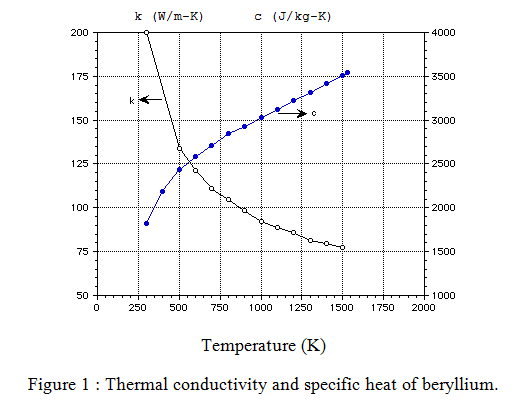 k (W/m-K) c (J/kg-K)
200 4000
175 3500
k
c
150 3000
125 2500
100 2000
75 1500
50 1000
0 250 500 750 1000 1250 1500 1750 2000
Temperature (K)
Figure 1 : Thermal conductivity and specific heat of beryllium.